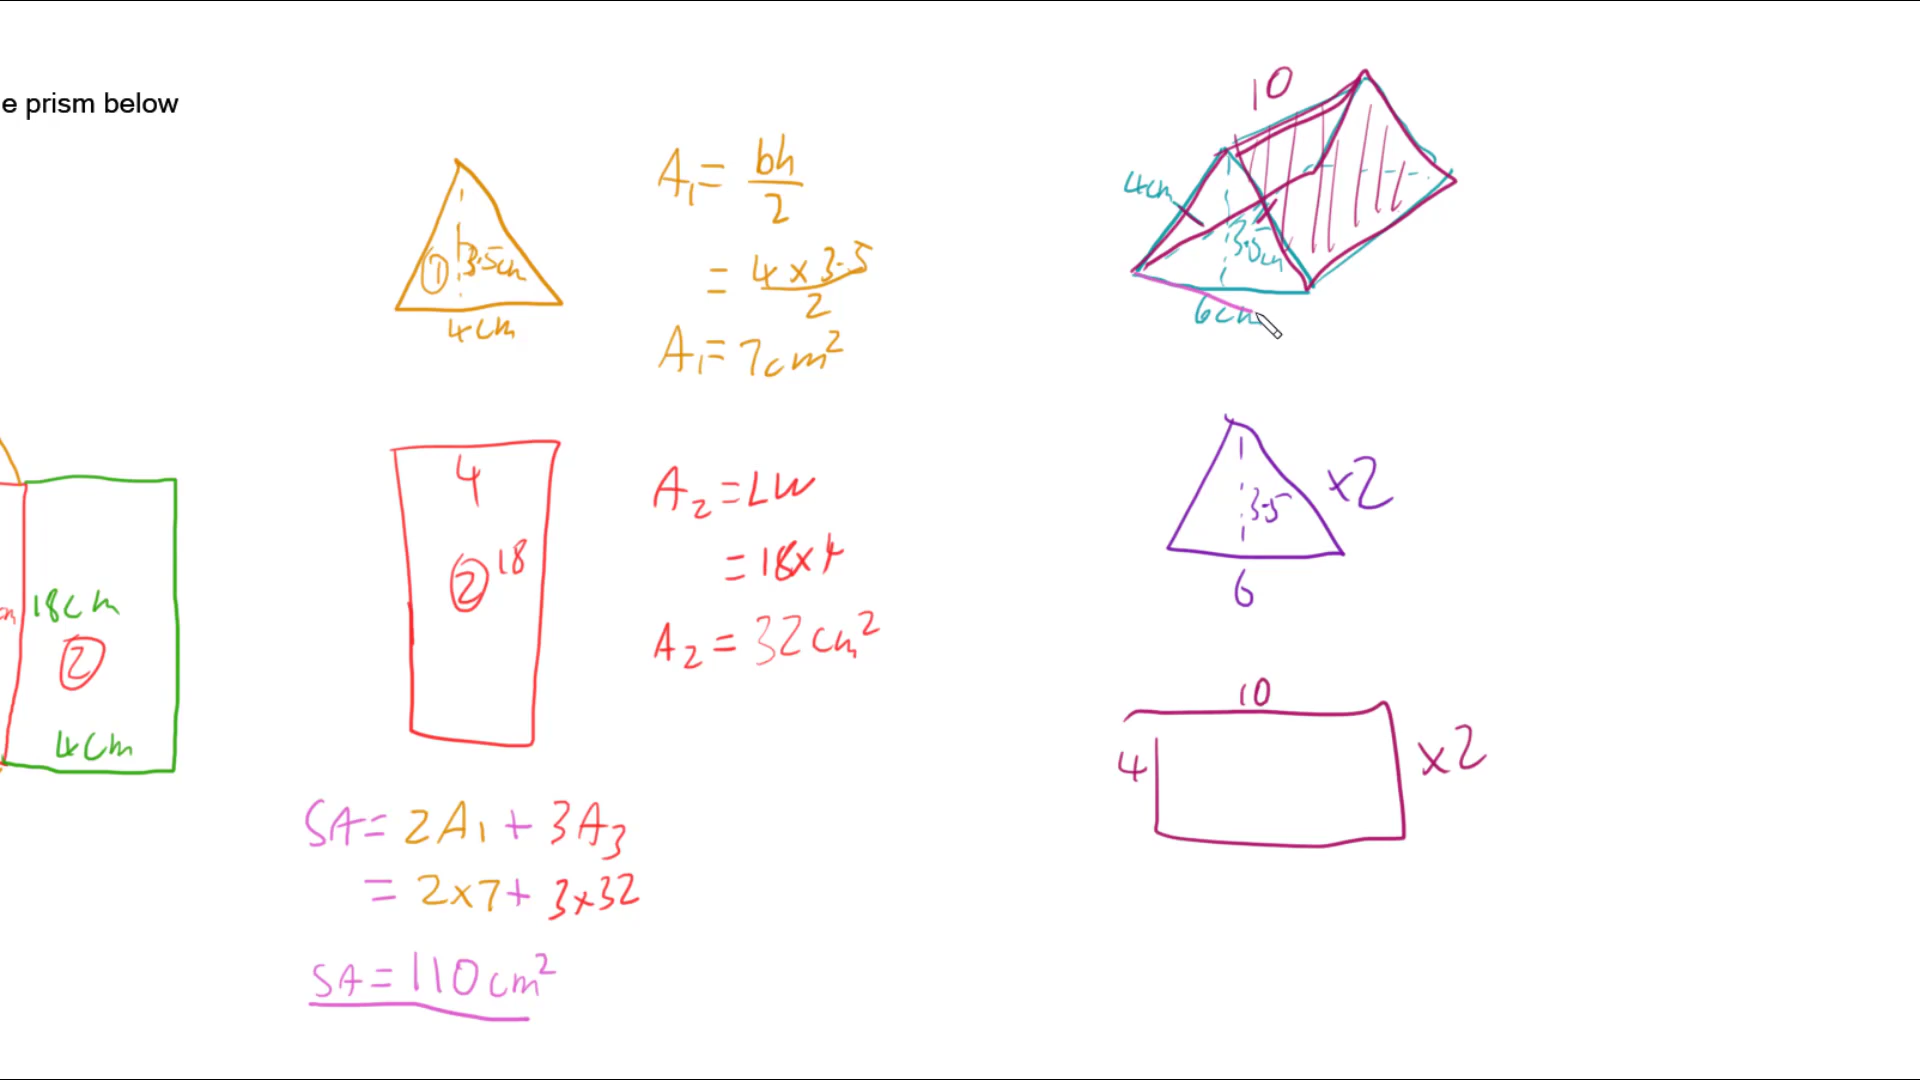 e prism below
3.5cm
①
4cm
A₁ = bh/2
= 4 x 3.5/2
A₁ = 7cm²
4
② 18
A₂ = LW
= 18x4
A₂ = 32cm²
18cm
②
4cm
SA = 2A₁ + 3A₃
= 2x7 + 3x32
SA = 110cm²
10
4cm
3.5cm
6cm
3.5
x2
6
10
4
x2